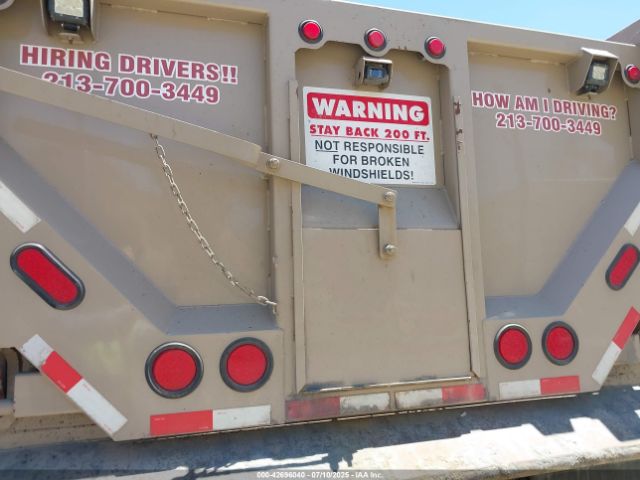 HIRING DRIVERS!!
213-700-3449
WARNING
STAY BACK 200 FT.
NOT RESPONSIBLE
FOR BROKEN
WINDSHIELDS!
HOW AM I DRIVING?
213-700-3449
000-42696040 - 07/10/2025 - IAA Inc.